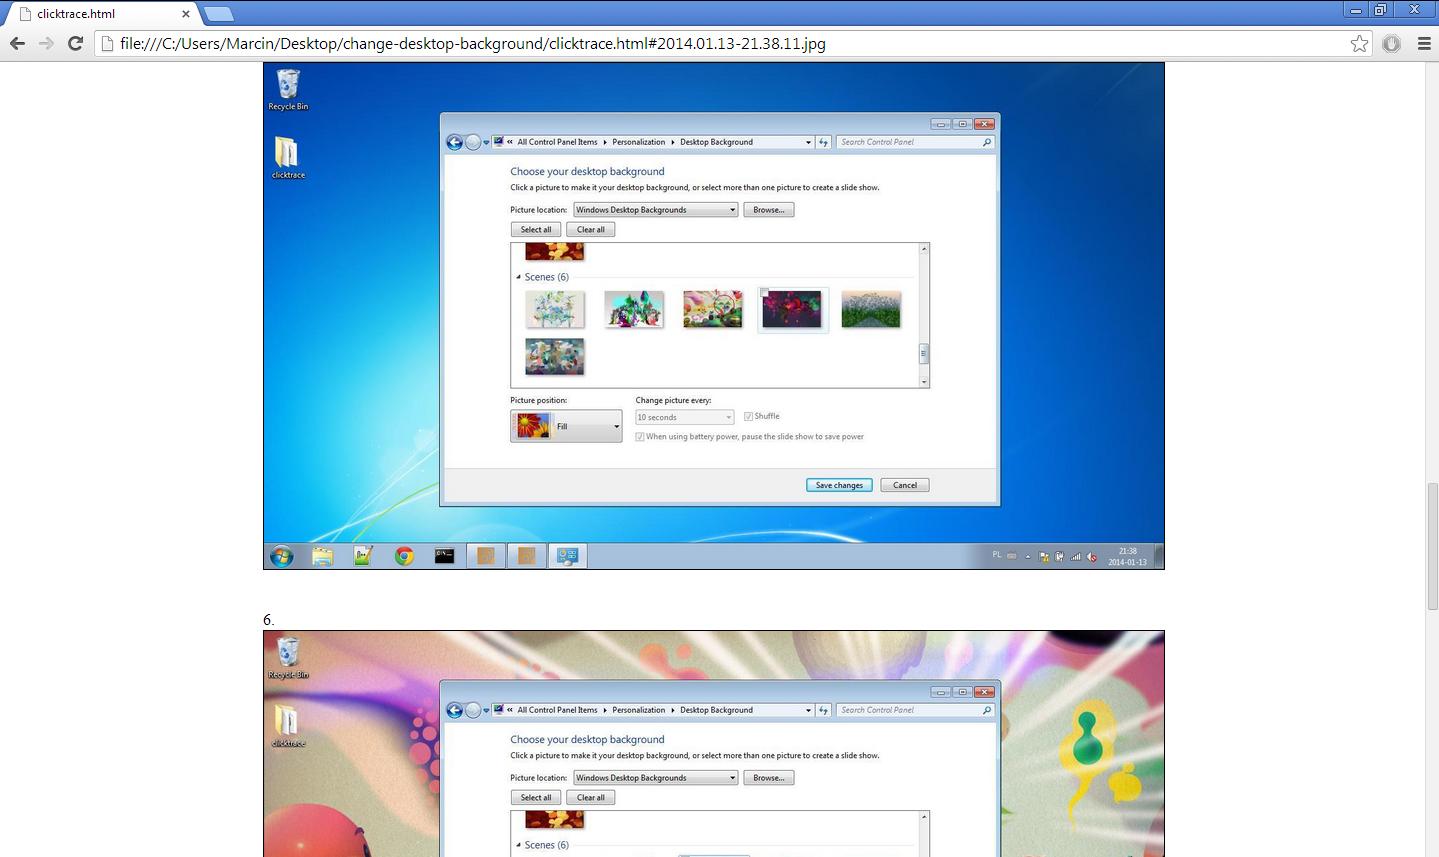 clicktrace.html
file:///C:/Users/Marcin/Desktop/change-desktop-background/clicktrace.html#2014.01.13-21.38.11.jpg
Recycle Bin
clicktrace
« All Control Panel Items Personalization Desktop Background
Search Control Panel
Choose your desktop background
Click a picture to make it your desktop background, or select more than one picture to create a slide show.
Picture location: Windows Desktop Backgrounds Browse...
Select all Clear all
Scenes (6)
Picture position: Change picture every:
Fill
10 seconds Shuffle
When using battery power, pause the slide show to save power
Save changes Cancel
PL 21:38
2014-01-13
6.
Recycle Bin
clicktrace
« All Control Panel Items Personalization Desktop Background
Search Control Panel
Choose your desktop background
Click a picture to make it your desktop background, or select more than one picture to create a slide show.
Picture location: Windows Desktop Backgrounds Browse...
Select all Clear all
Scenes (6)